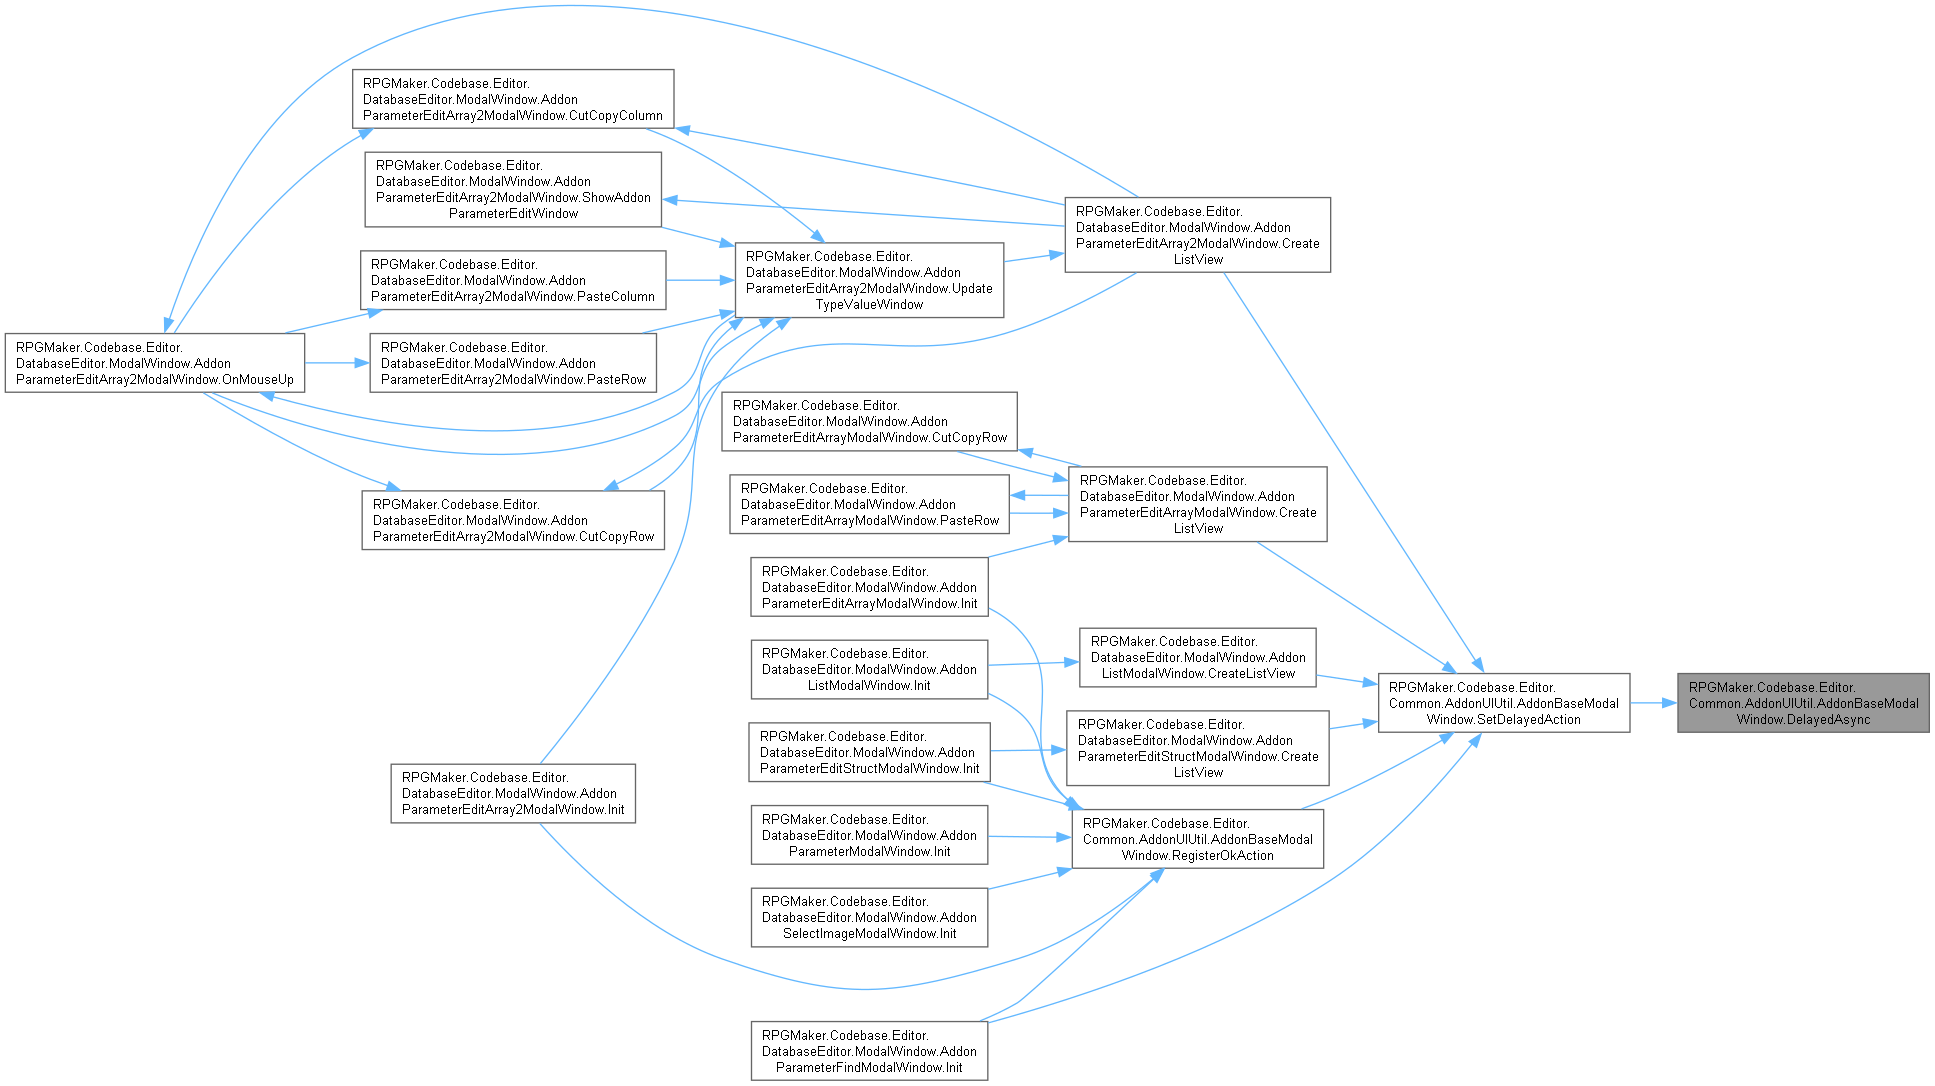 RPGMaker.Codebase.Editor.
DatabaseEditor.ModalWindow.Addon
ParameterEditArray2ModalWindow.CutCopyColumn
RPGMaker.Codebase.Editor.
DatabaseEditor.ModalWindow.Addon
ParameterEditArray2ModalWindow.ShowAddon
ParameterEditWindow
RPGMaker.Codebase.Editor.
DatabaseEditor.ModalWindow.Addon
ParameterEditArray2ModalWindow.Create
ListView
RPGMaker.Codebase.Editor.
DatabaseEditor.ModalWindow.Addon
ParameterEditArray2ModalWindow.Update
TypeValueWindow
RPGMaker.Codebase.Editor.
DatabaseEditor.ModalWindow.Addon
ParameterEditArray2ModalWindow.PasteColumn
RPGMaker.Codebase.Editor.
DatabaseEditor.ModalWindow.Addon
ParameterEditArray2ModalWindow.OnMouseUp
RPGMaker.Codebase.Editor.
DatabaseEditor.ModalWindow.Addon
ParameterEditArray2ModalWindow.PasteRow
RPGMaker.Codebase.Editor.
DatabaseEditor.ModalWindow.Addon
ParameterEditArrayModalWindow.CutCopyRow
RPGMaker.Codebase.Editor.
DatabaseEditor.ModalWindow.Addon
ParameterEditArrayModalWindow.Create
ListView
RPGMaker.Codebase.Editor.
DatabaseEditor.ModalWindow.Addon
ParameterEditArrayModalWindow.PasteRow
RPGMaker.Codebase.Editor.
DatabaseEditor.ModalWindow.Addon
ParameterEditArray2ModalWindow.CutCopyRow
RPGMaker.Codebase.Editor.
DatabaseEditor.ModalWindow.Addon
ParameterEditArrayModalWindow.Init
RPGMaker.Codebase.Editor.
DatabaseEditor.ModalWindow.Addon
ListModalWindow.CreateListView
RPGMaker.Codebase.Editor.
DatabaseEditor.ModalWindow.Addon
ListModalWindow.Init
RPGMaker.Codebase.Editor.
Common.AddonUIUtil.AddonBaseModal
Window.SetDelayedAction
RPGMaker.Codebase.Editor.
Common.AddonUIUtil.AddonBaseModal
Window.DelayedAsync
RPGMaker.Codebase.Editor.
DatabaseEditor.ModalWindow.Addon
ParameterEditStructModalWindow.Create
ListView
RPGMaker.Codebase.Editor.
DatabaseEditor.ModalWindow.Addon
ParameterEditStructModalWindow.Init
RPGMaker.Codebase.Editor.
DatabaseEditor.ModalWindow.Addon
ParameterEditArray2ModalWindow.Init
RPGMaker.Codebase.Editor.
DatabaseEditor.ModalWindow.Addon
ParameterModalWindow.Init
RPGMaker.Codebase.Editor.
Common.AddonUIUtil.AddonBaseModal
Window.RegisterOkAction
RPGMaker.Codebase.Editor.
DatabaseEditor.ModalWindow.Addon
SelectImageModalWindow.Init
RPGMaker.Codebase.Editor.
DatabaseEditor.ModalWindow.Addon
ParameterFindModalWindow.Init